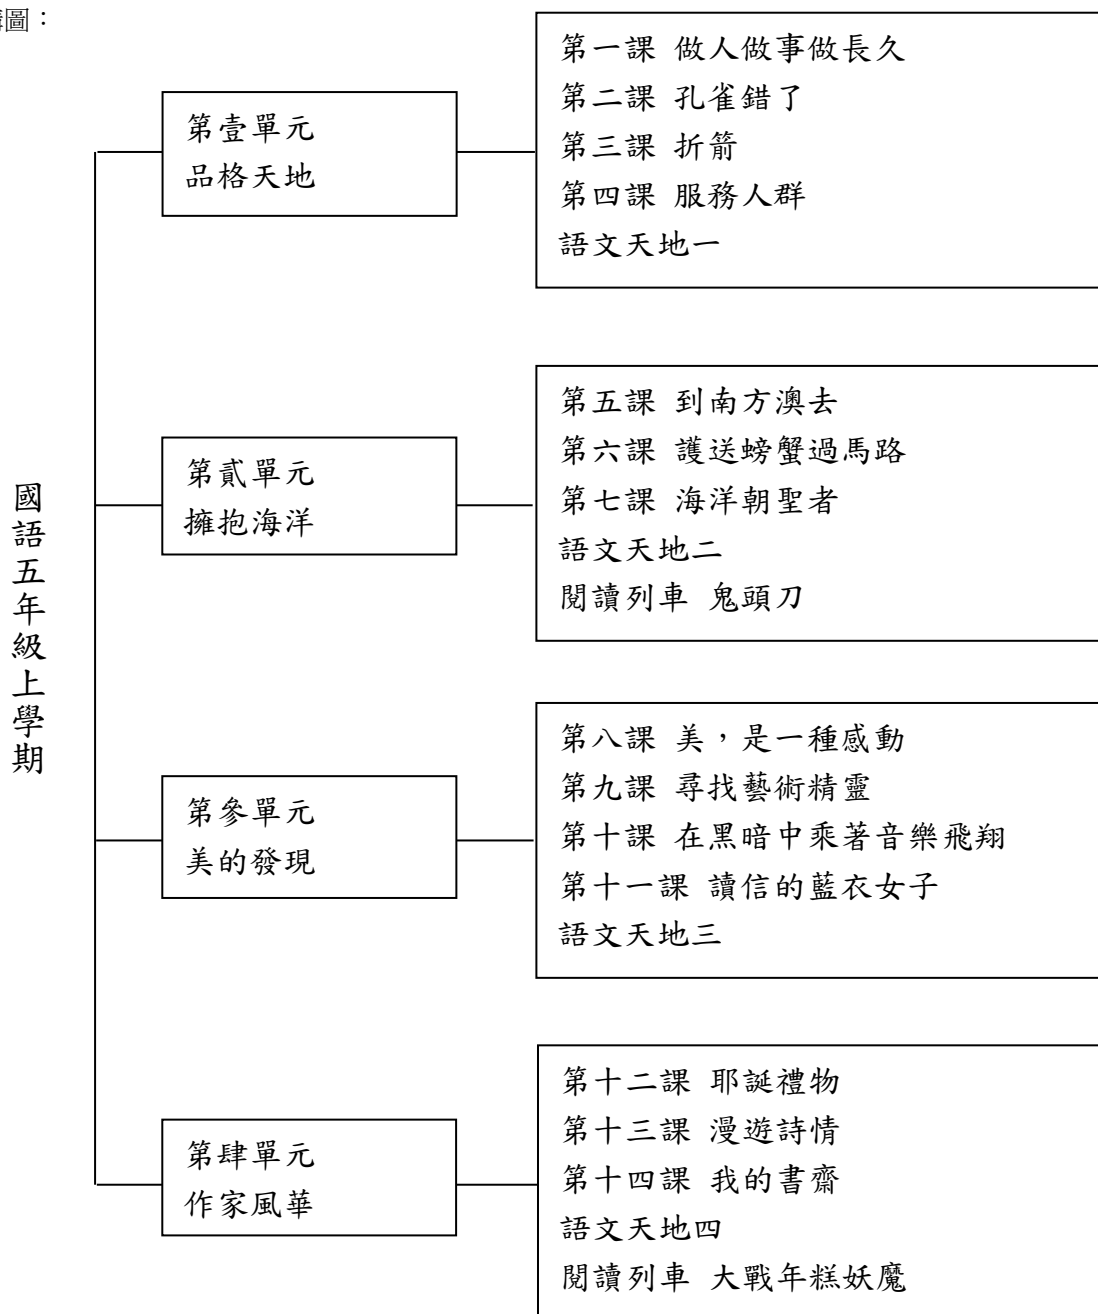 構圖：
國語五年級上學期
第壹單元
品格天地
第一課 做人做事做長久
第二課 孔雀錯了
第三課 折箭
第四課 服務人群
語文天地一
第貳單元
擁抱海洋
第五課 到南方澳去
第六課 護送螃蟹過馬路
第七課 海洋朝聖者
語文天地二
閱讀列車 鬼頭刀
第參單元
美的發現
第八課 美，是一種感動
第九課 尋找藝術精靈
第十課 在黑暗中乘著音樂飛翔
第十一課 讀信的藍衣女子
語文天地三
第肆單元
作家風華
第十二課 耶誕禮物
第十三課 漫遊詩情
第十四課 我的書齋
語文天地四
閱讀列車 大戰年糕妖魔